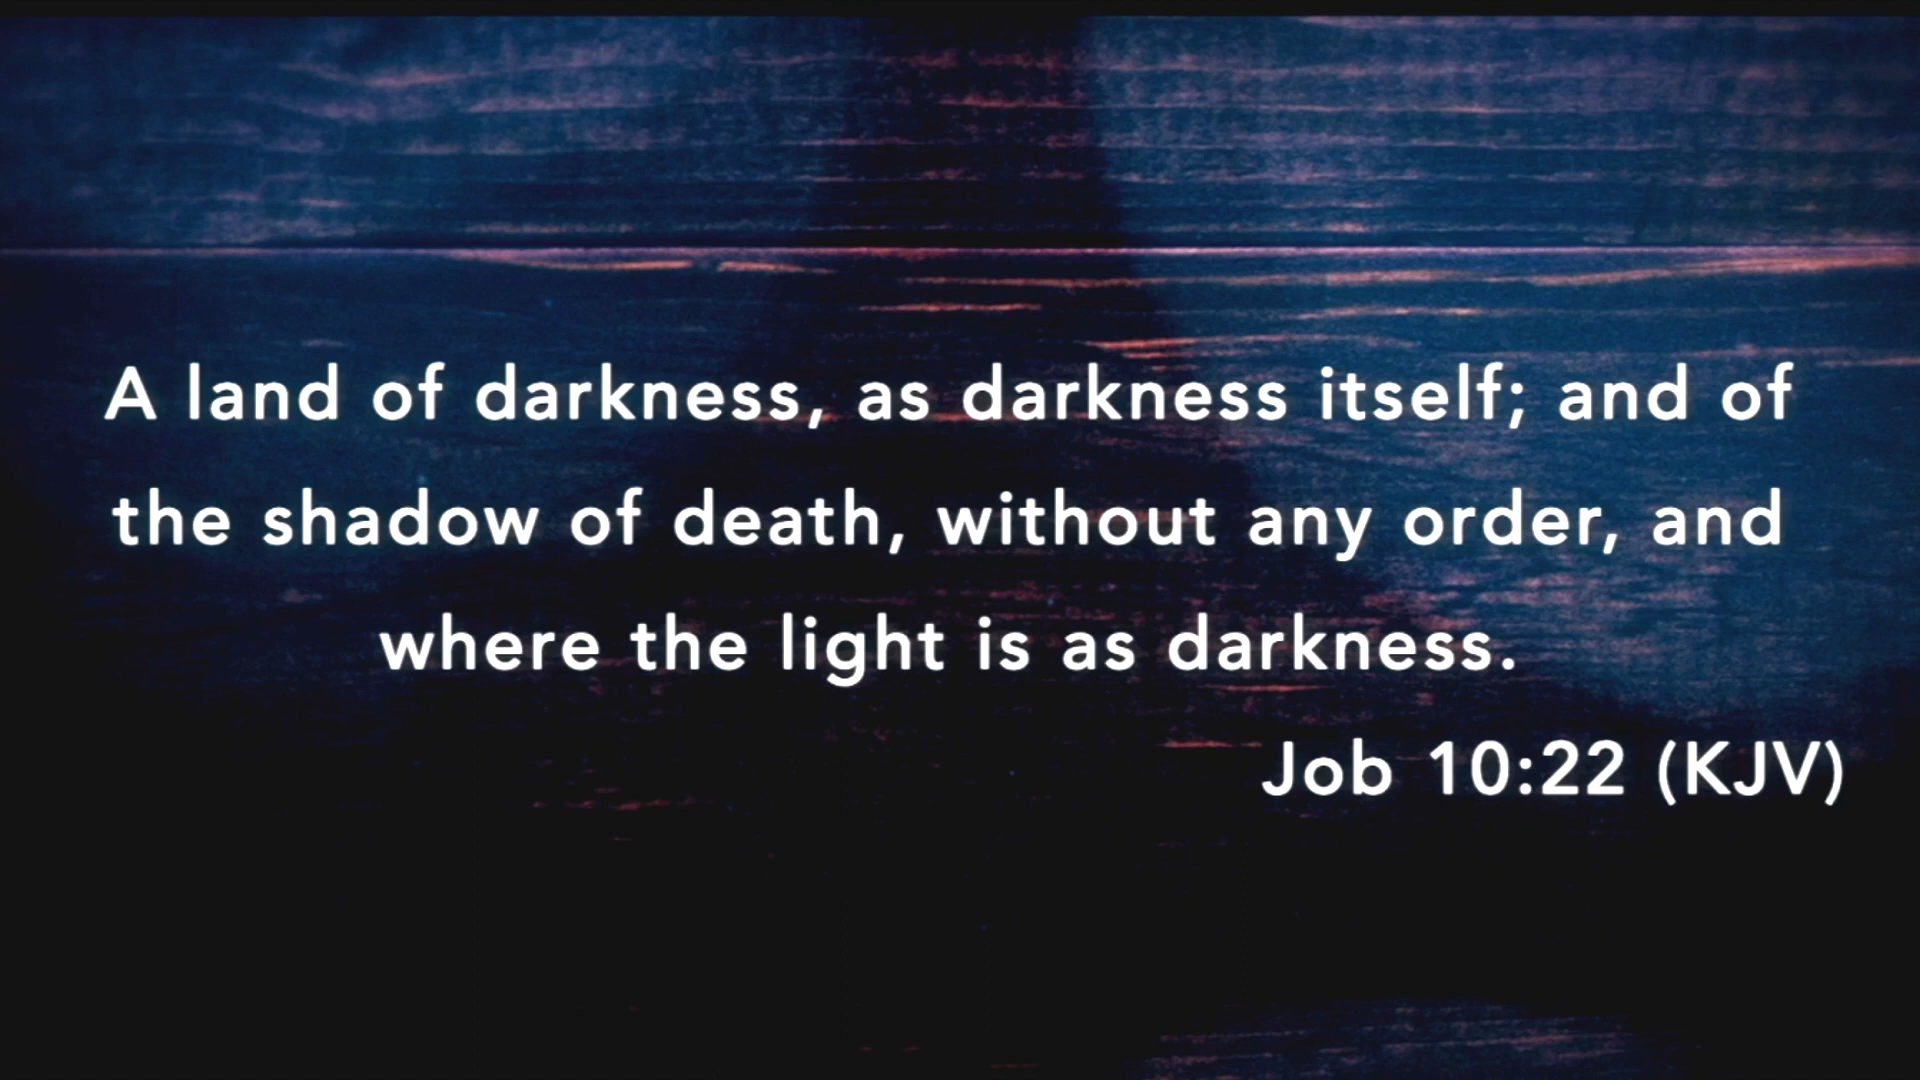 A land of darkness, as darkness itself; and of
the shadow of death, without any order, and
where the light is as darkness.
Job 10:22 (KJV)